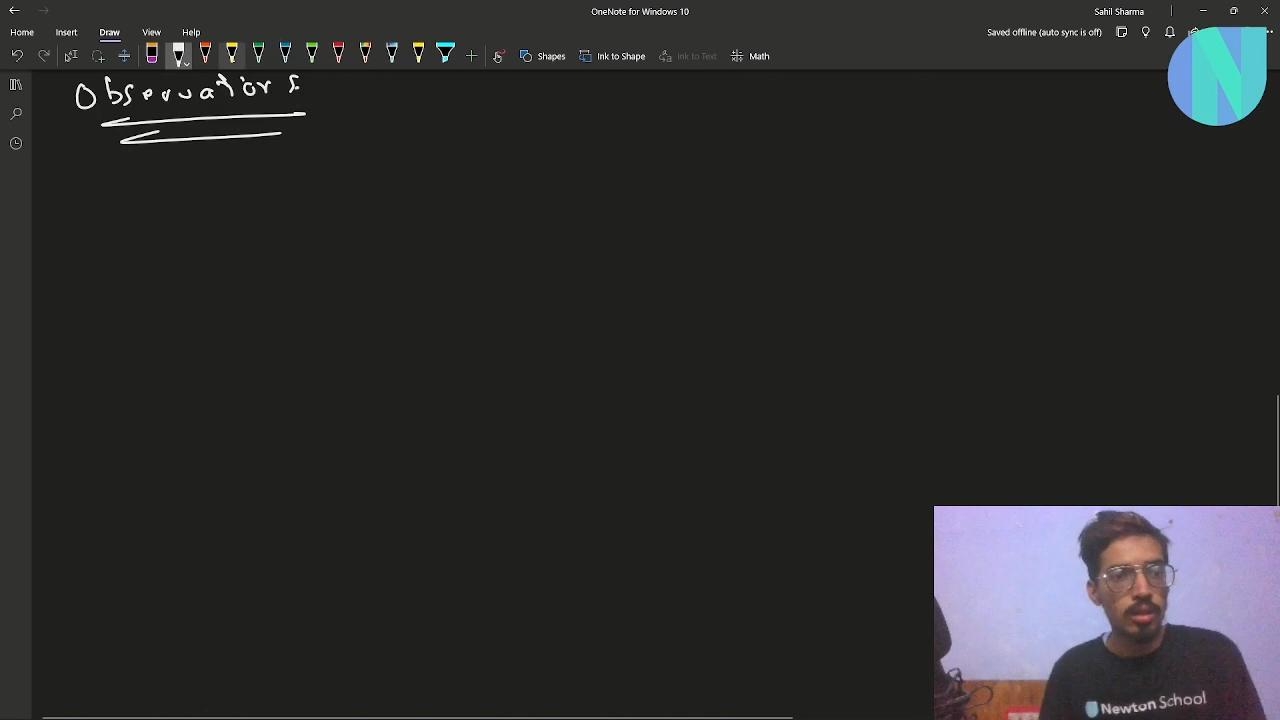 OneNote for Windows 10
Sahil Sharma
Home Insert Draw View Help
Saved offline (auto sync is off)
Shapes Ink to Shape Ink to Text Math
Observations
Newton School